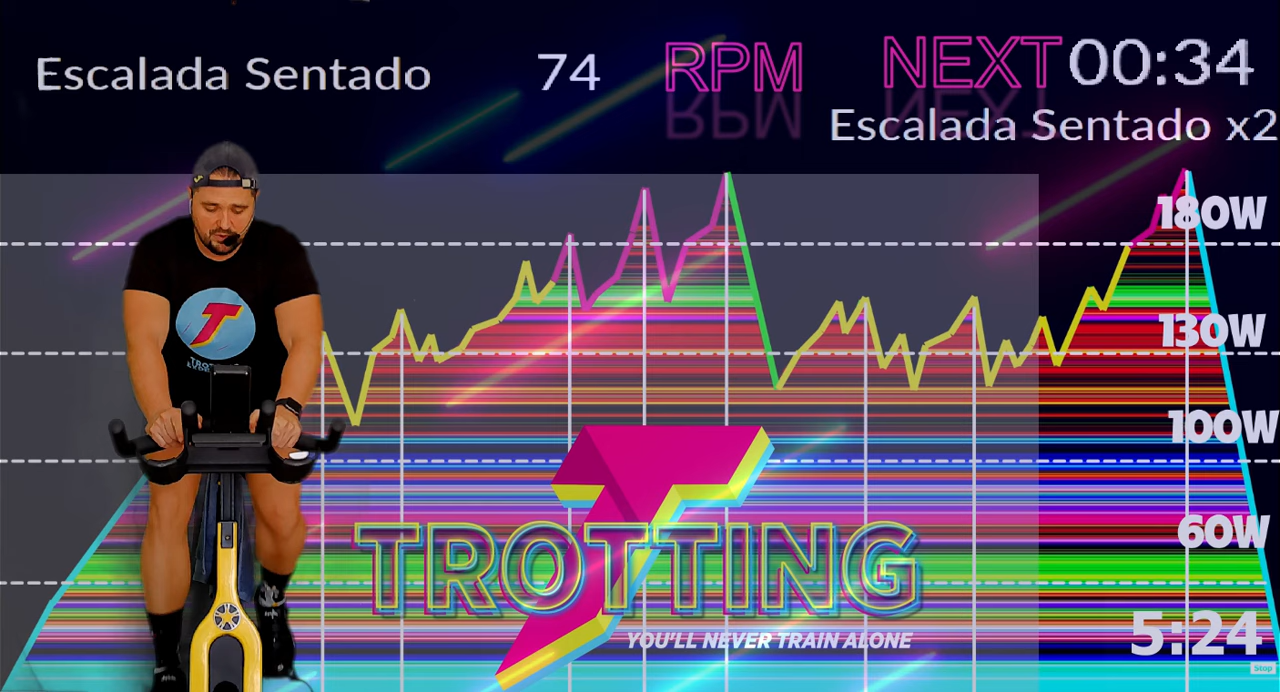 Escalada Sentado 74 RPM NEXT 00:34
Escalada Sentado x2
180W
130W
100W
60W
TROTTING
YOU'LL NEVER TRAIN ALONE
5:24
Stop